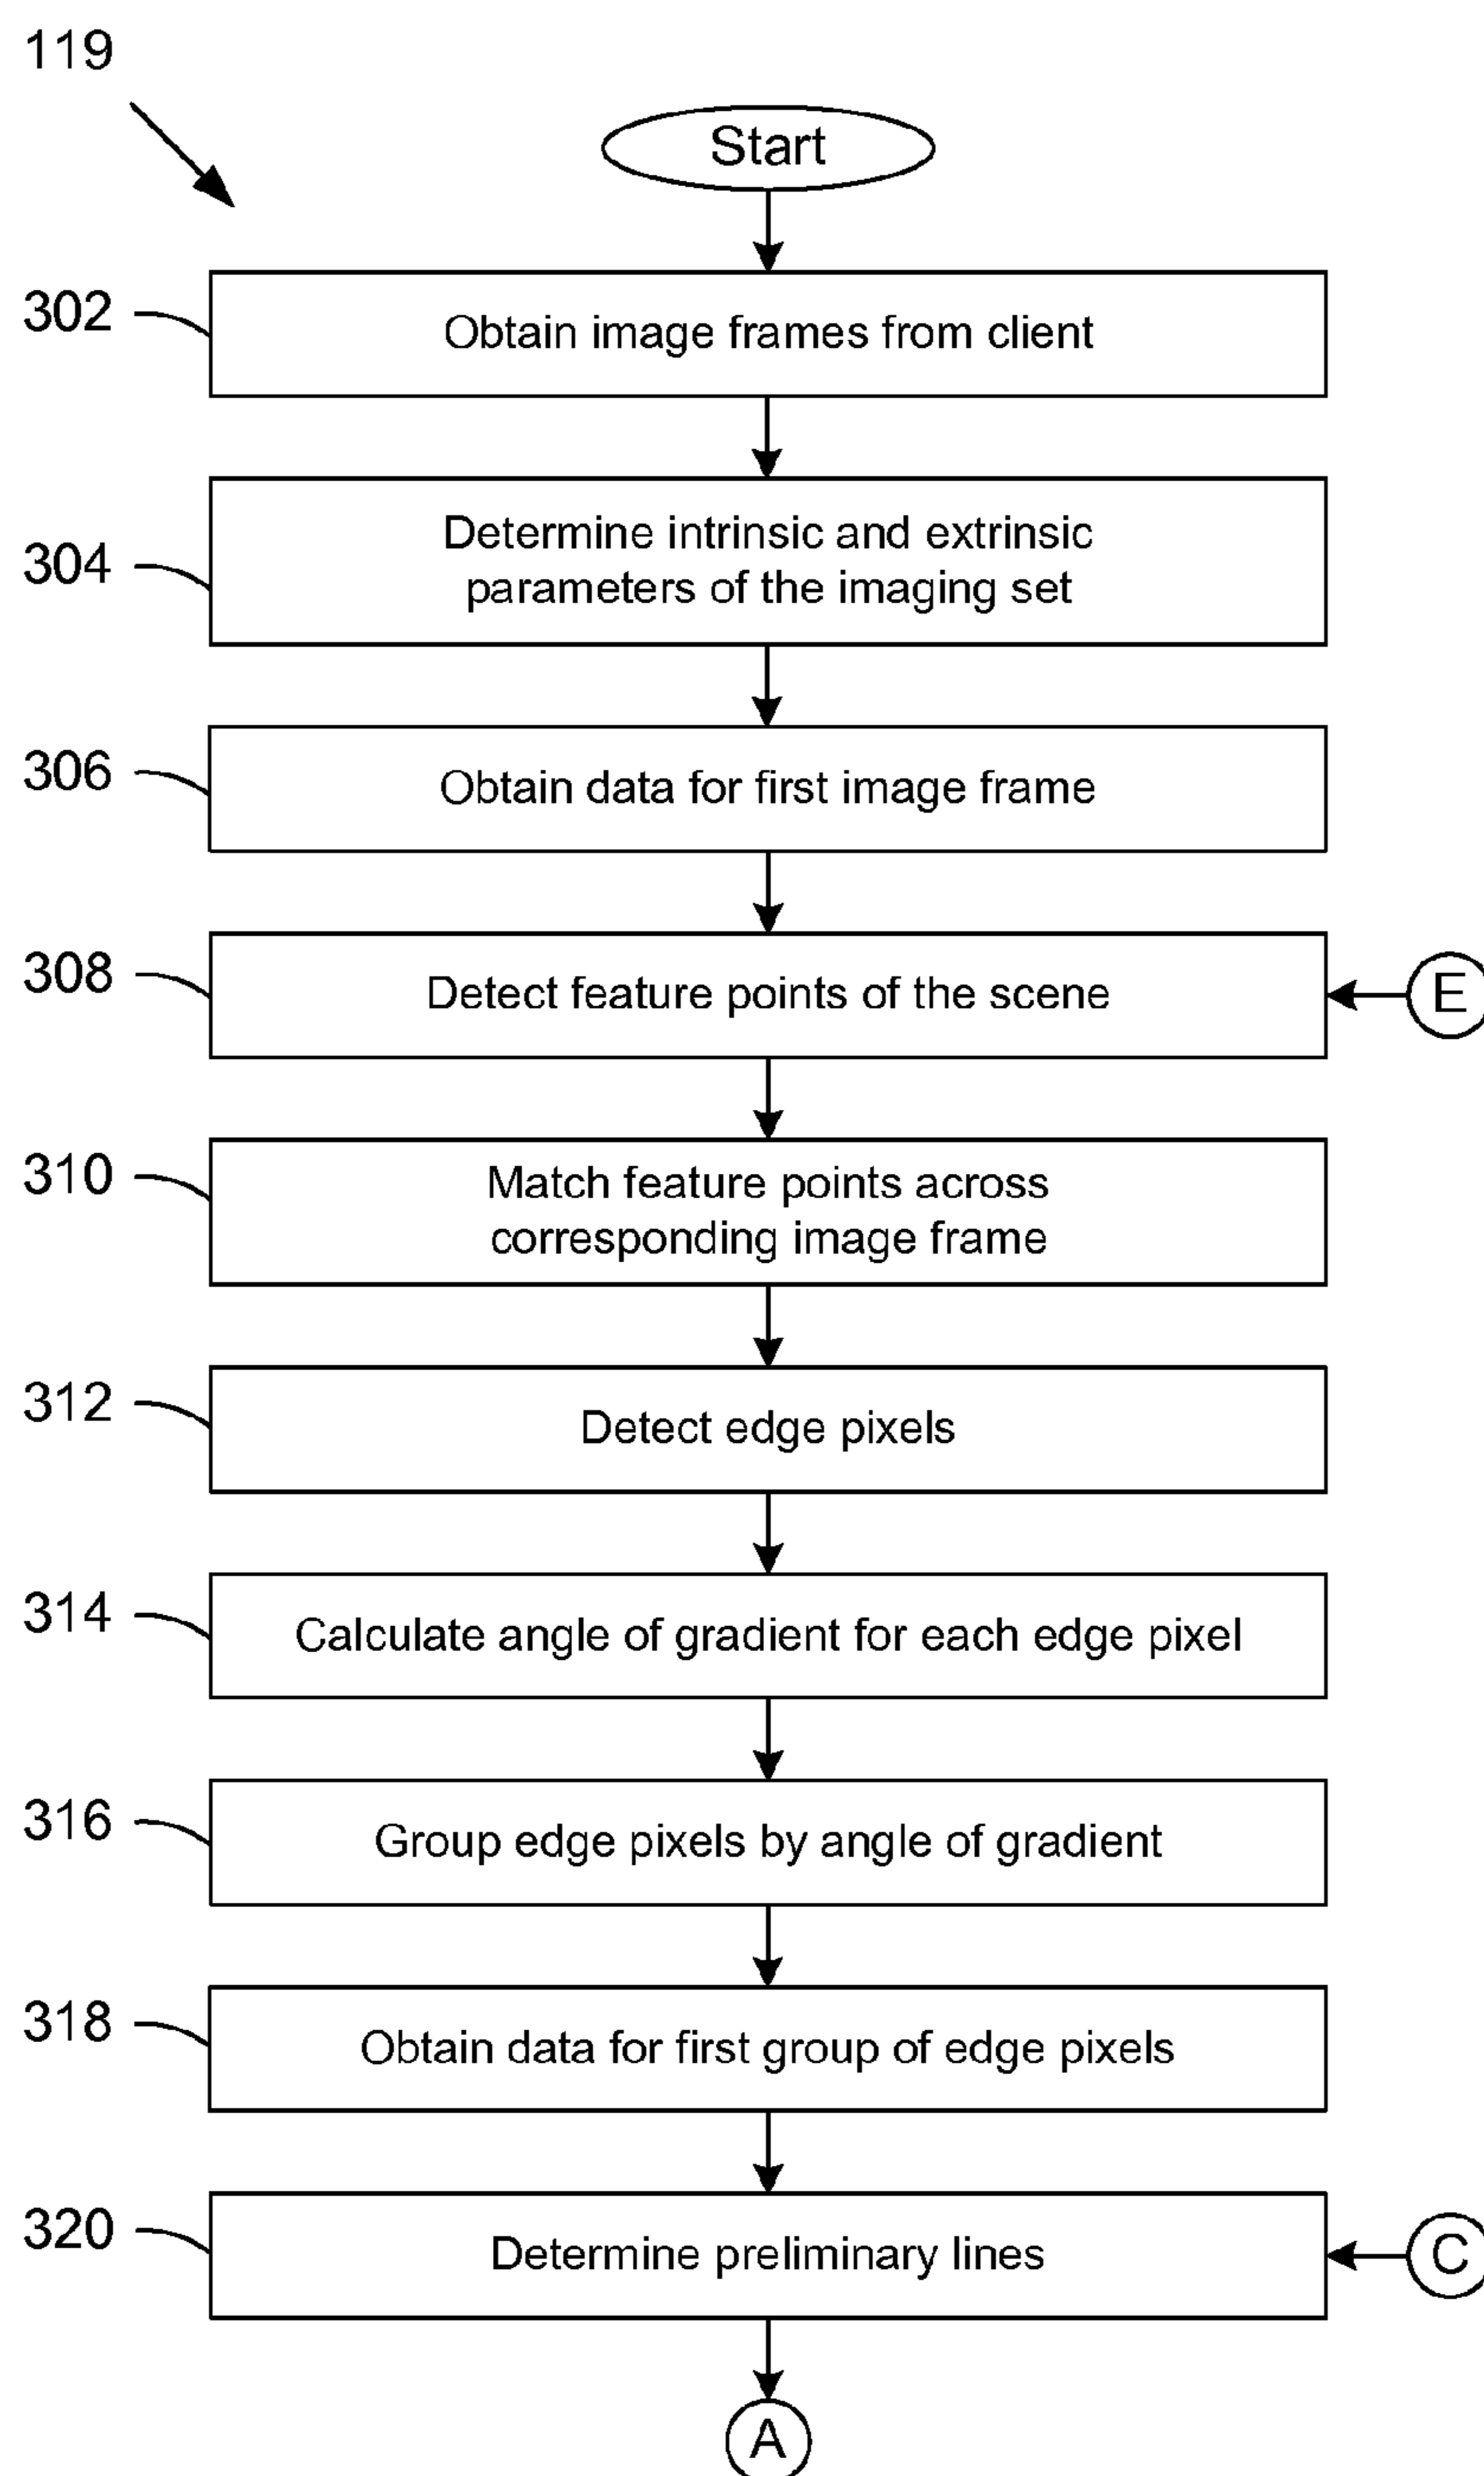 119
Start
302
Obtain image frames from client
304
Determine intrinsic and extrinsic
parameters of the imaging set
306
Obtain data for first image frame
308
Detect feature points of the scene
E
310
Match feature points across
corresponding image frame
312
Detect edge pixels
314
Calculate angle of gradient for each edge pixel
316
Group edge pixels by angle of gradient
318
Obtain data for first group of edge pixels
320
Determine preliminary lines
C
A